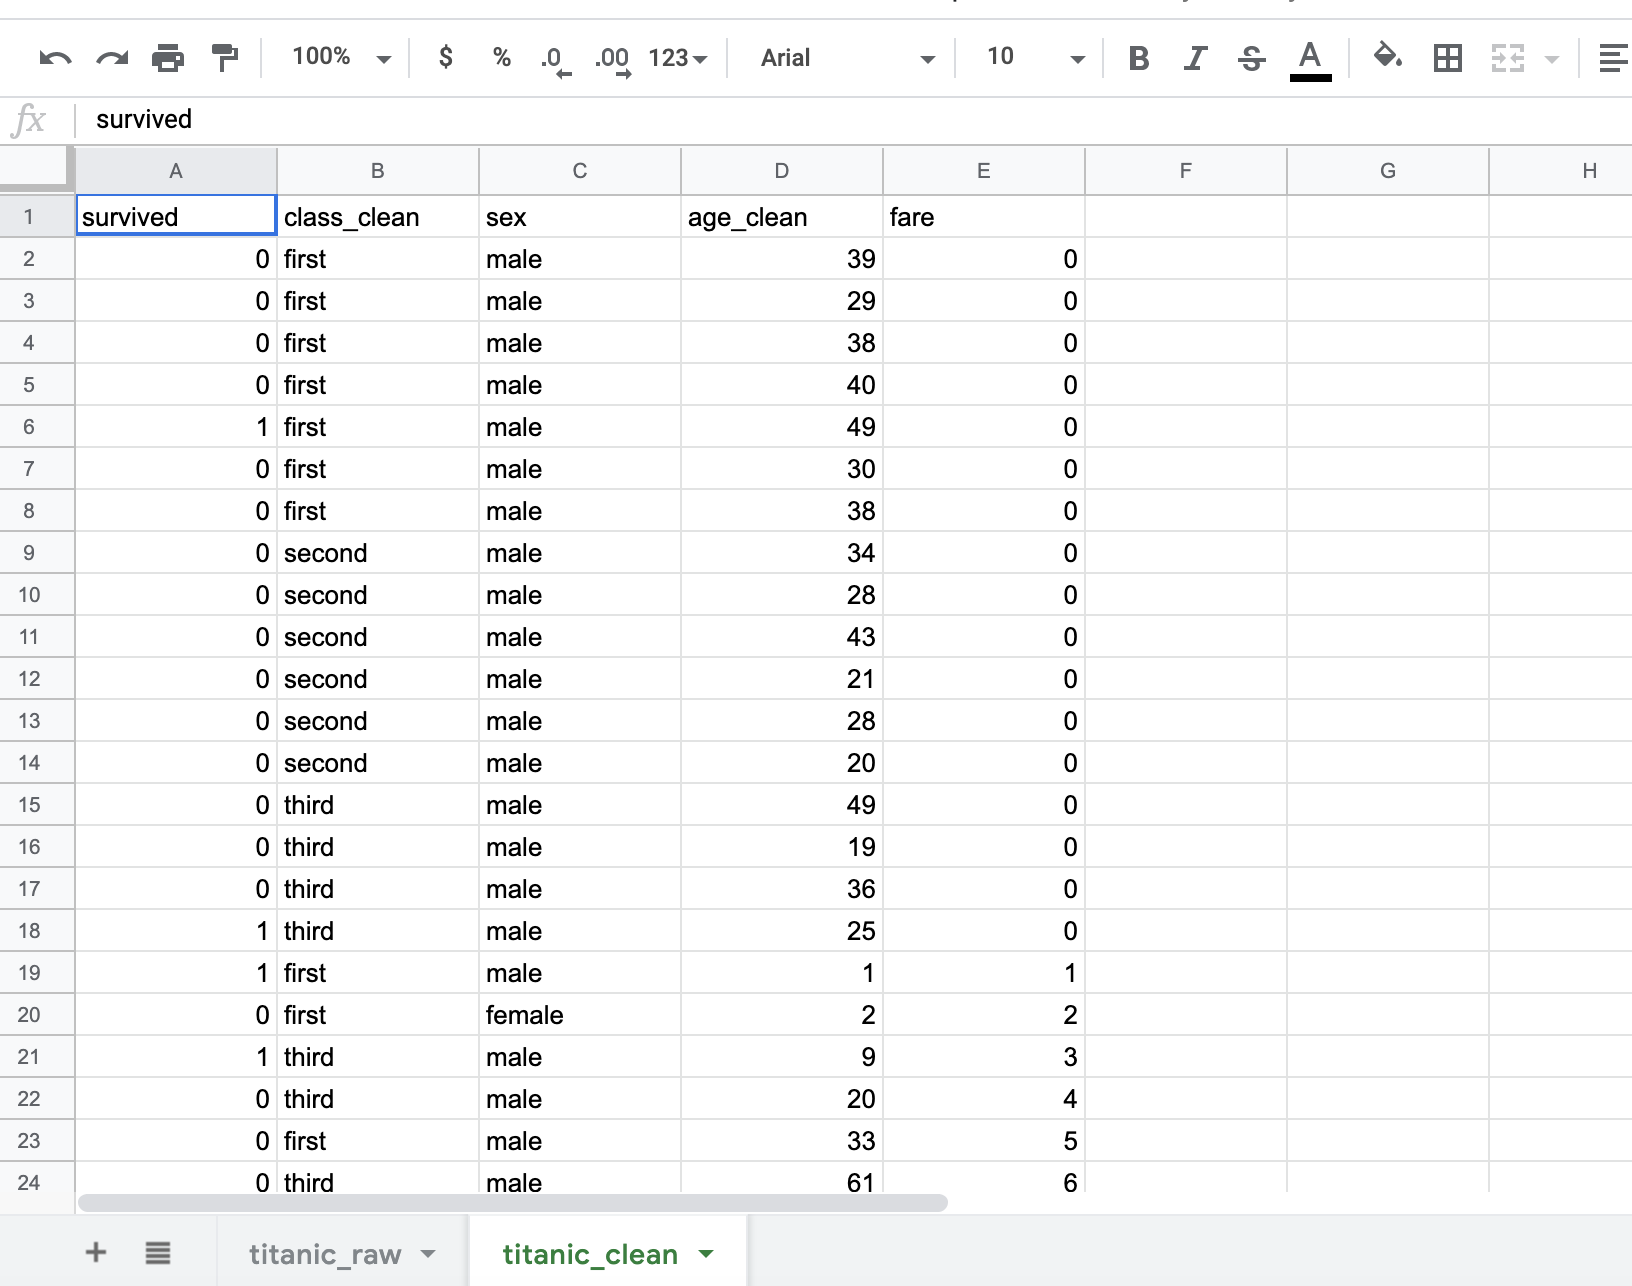 100% $ % .0 .00 123 Arial 10 B I S A
fx survived
A B C D E F G H
1 survived class_clean sex age_clean fare
2 0 first male 39 0
3 0 first male 29 0
4 0 first male 38 0
5 0 first male 40 0
6 1 first male 49 0
7 0 first male 30 0
8 0 first male 38 0
9 0 second male 34 0
10 0 second male 28 0
11 0 second male 43 0
12 0 second male 21 0
13 0 second male 28 0
14 0 second male 20 0
15 0 third male 49 0
16 0 third male 19 0
17 0 third male 36 0
18 1 third male 25 0
19 1 first male 1 1
20 0 first female 2 2
21 1 third male 9 3
22 0 third male 20 4
23 0 first male 33 5
24 0 third male 61 6
+ titanic_raw titanic_clean